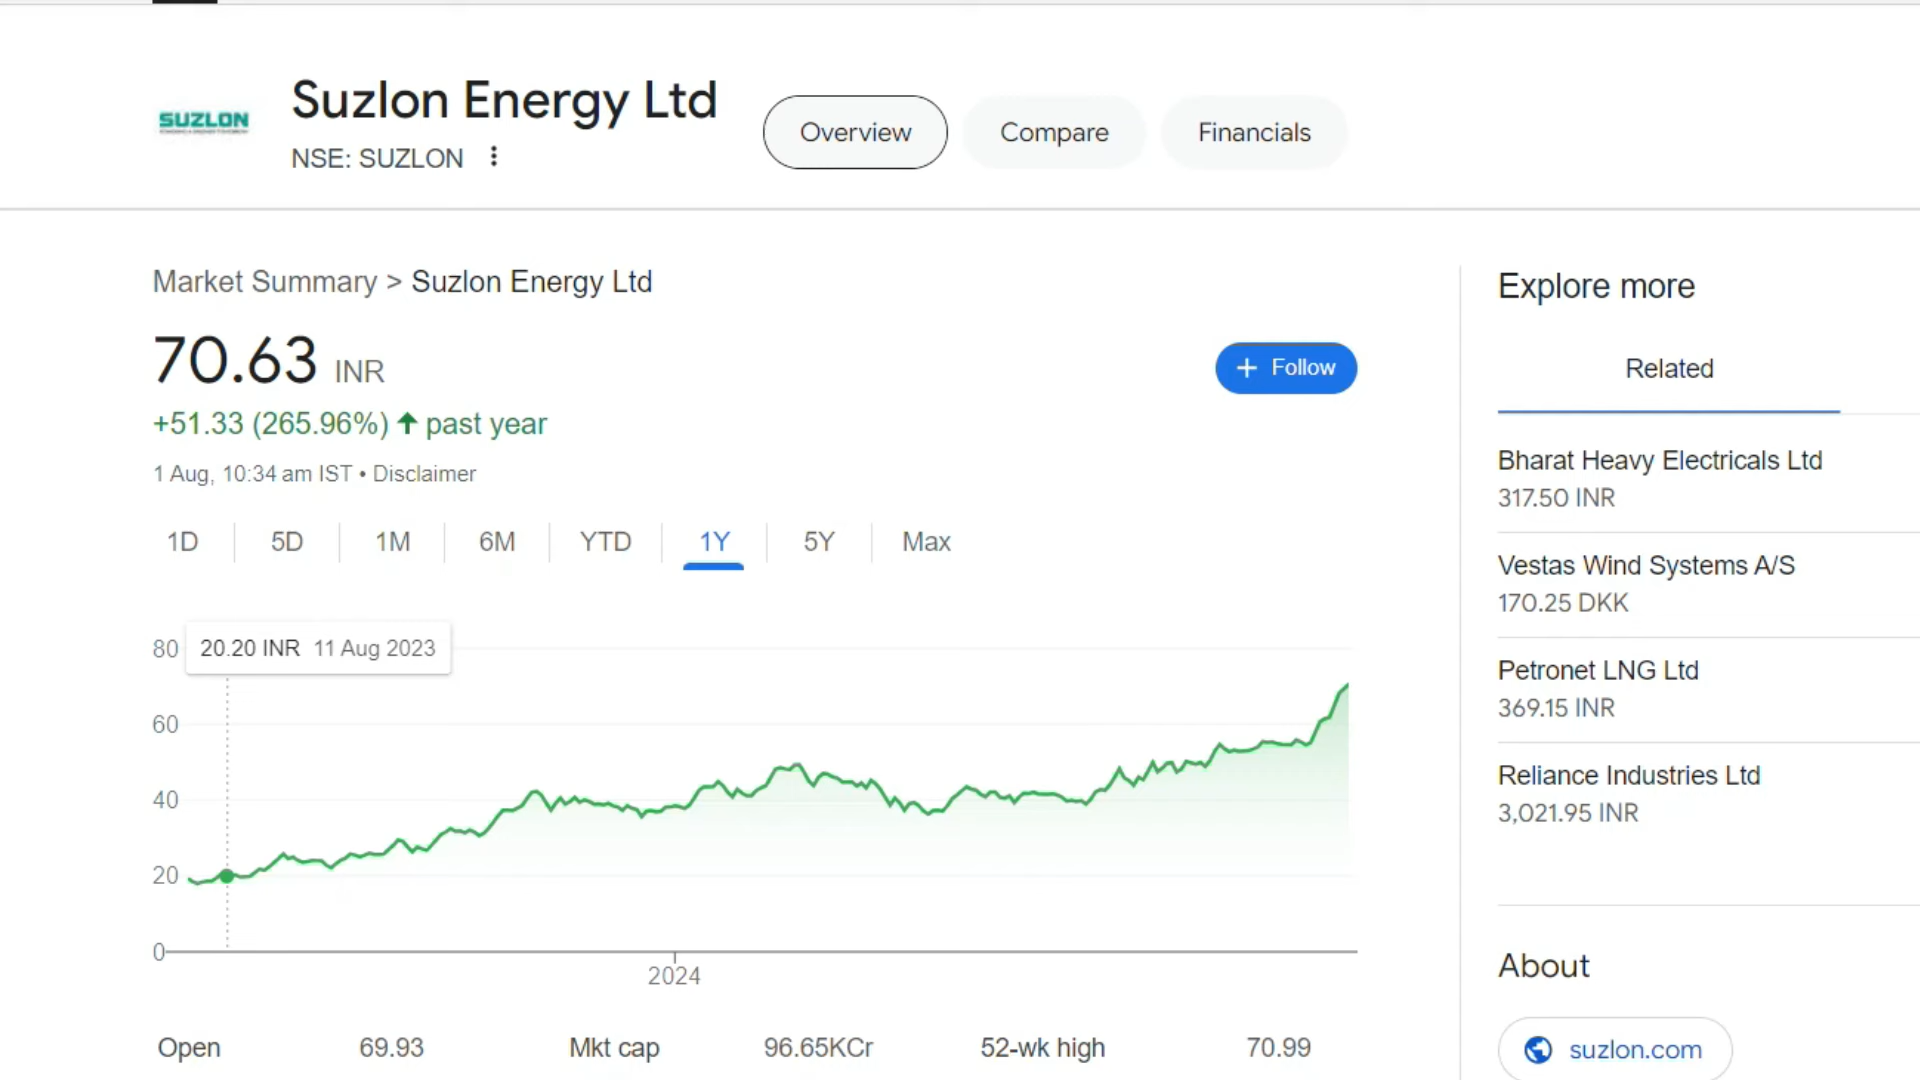 SUZLON
Suzlon Energy Ltd
NSE: SUZLON
Overview
Compare
Financials
Market Summary > Suzlon Energy Ltd
70.63 INR
+51.33 (265.96%) past year
1 Aug, 10:34 am IST • Disclaimer
+ Follow
1D 5D 1M 6M YTD 1Y 5Y Max
20.20 INR 11 Aug 2023
80
60
40
20
0
2024
Open 69.93 Mkt cap 96.65KCr 52-wk high 70.99
Explore more
Related
Bharat Heavy Electricals Ltd
317.50 INR
Vestas Wind Systems A/S
170.25 DKK
Petronet LNG Ltd
369.15 INR
Reliance Industries Ltd
3,021.95 INR
About
suzlon.com